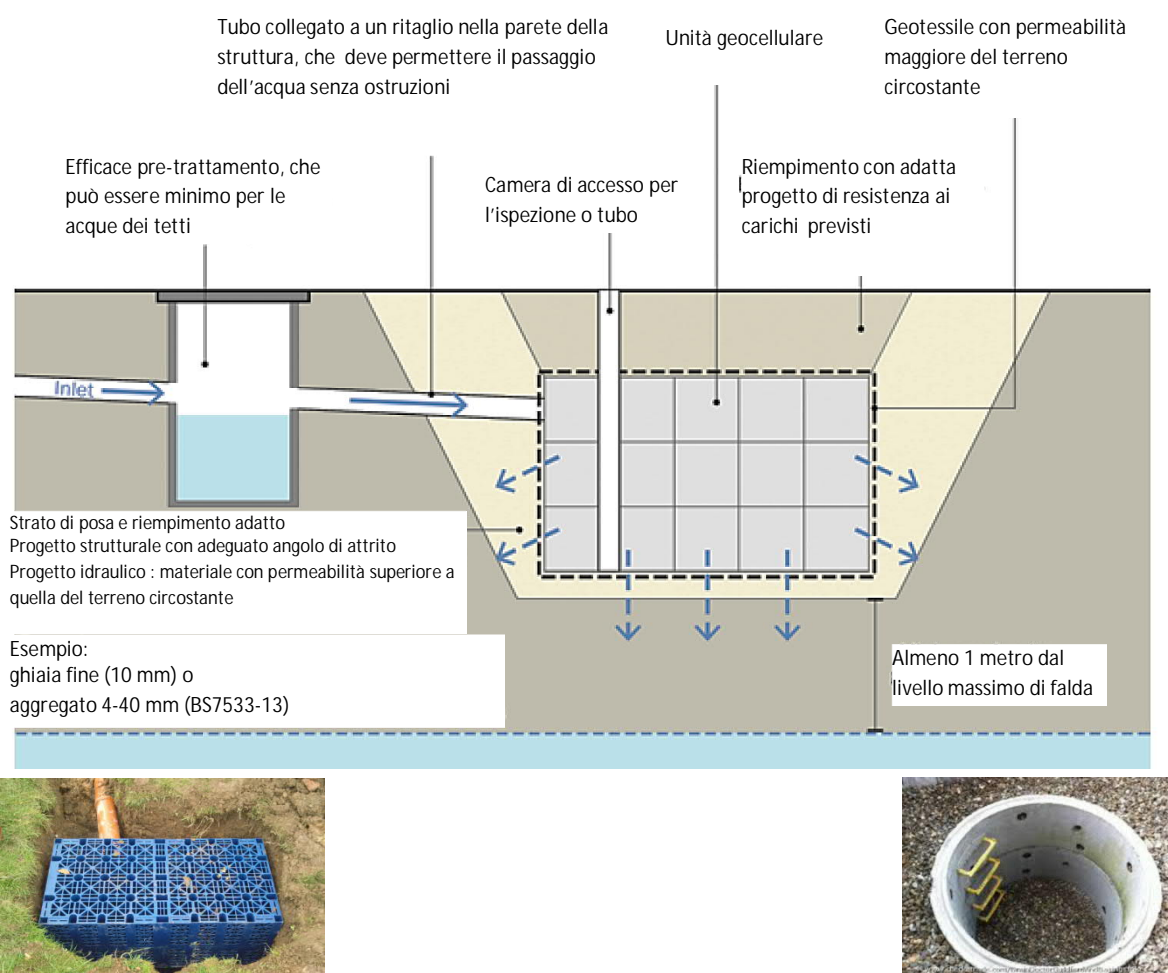 Tubo collegato a un ritaglio nella parete della
struttura, che deve permettere il passaggio
dell'acqua senza ostruzioni
Unità geocellulare
Geotessile con permeabilità
maggiore del terreno
circostante
Efficace pre-trattamento, che
può essere minimo per le
acque dei tetti
Camera di accesso per
l'ispezione o tubo
Riempimento con adatta
progetto di resistenza ai
carichi previsti
Inlet
Strato di posa e riempimento adatto
Progetto strutturale con adeguato angolo di attrito
Progetto idraulico : materiale con permeabilità superiore a
quella del terreno circostante
Esempio:
ghiaia fine (10 mm) o
aggregato 4-40 mm (BS7533-13)
Almeno 1 metro dal
livello massimo di falda